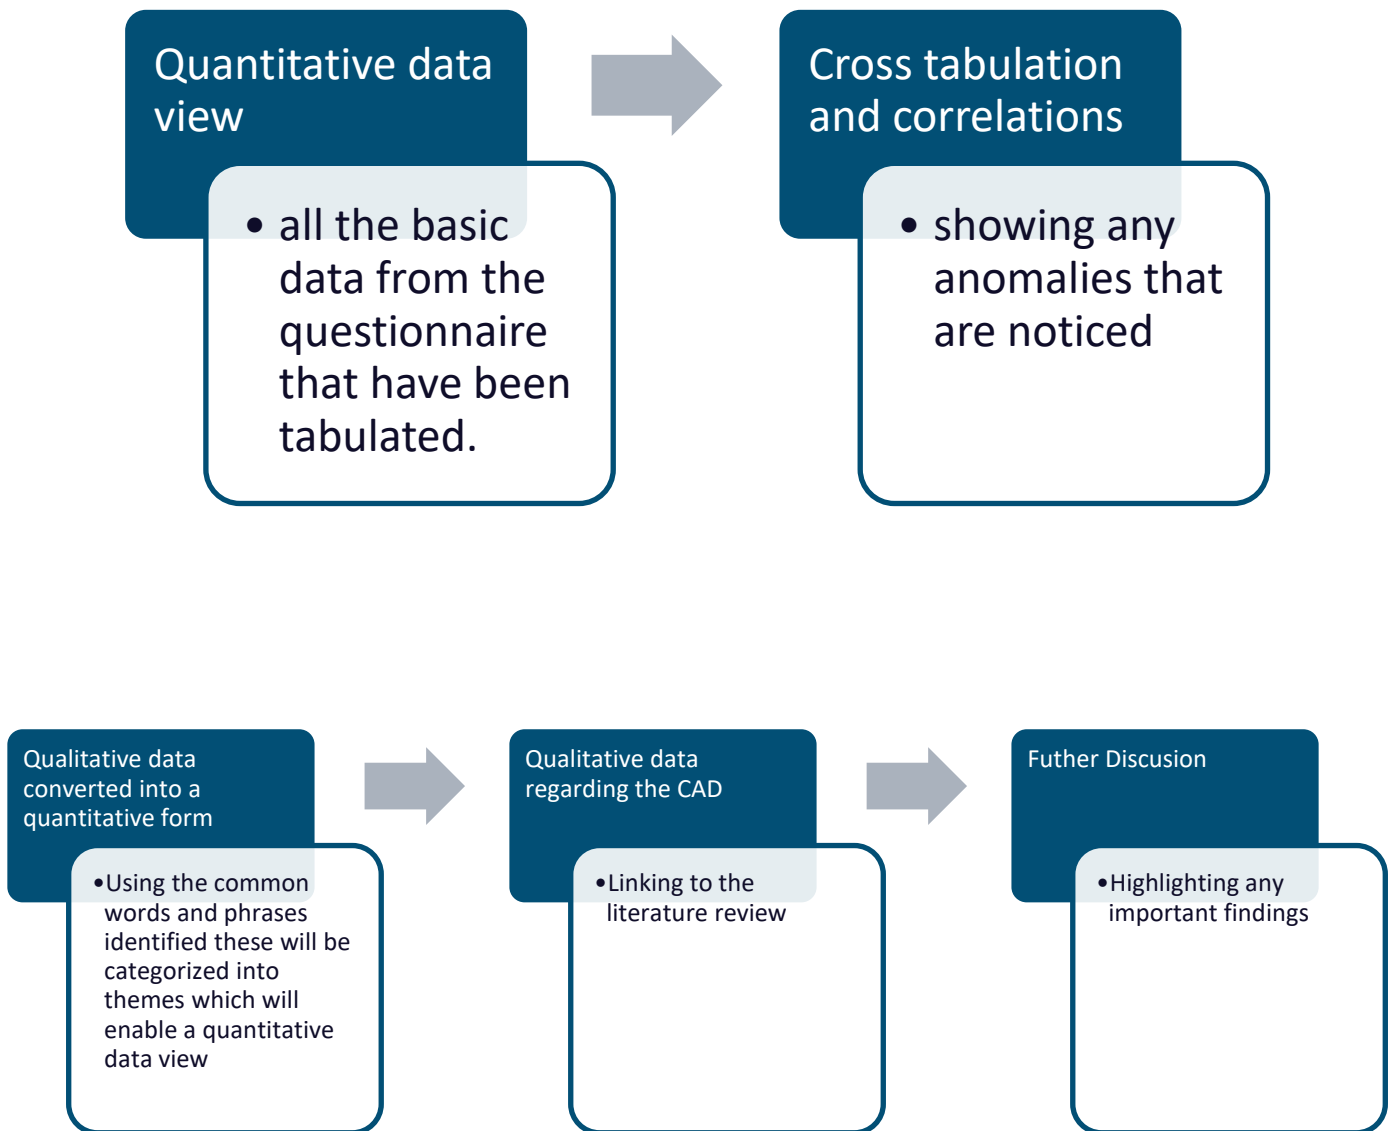 Quantitative data
view
• all the basic
data from the
questionnaire
that have been
tabulated.
Cross tabulation
and correlations
• showing any
anomalies that
are noticed
Qualitative data
converted into a
quantitative form
•Using the common
words and phrases
identified these will be
categorized into
themes which will
enable a quantitative
data view
Qualitative data
regarding the CAD
•Linking to the
literature review
Futher Discusion
•Highlighting any
important findings